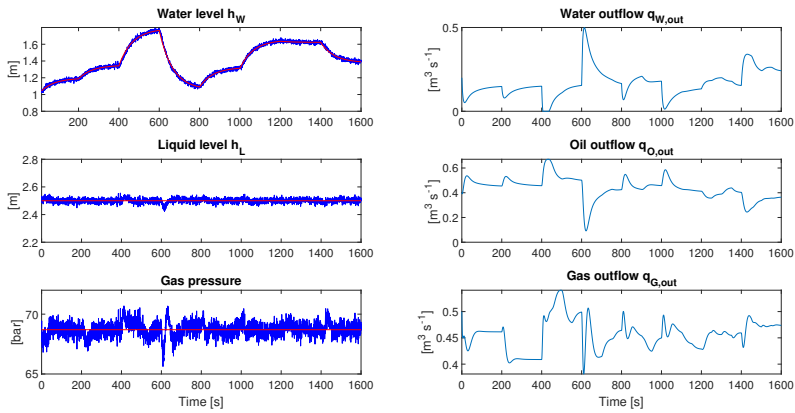 Water level h_W
[m]
1.6
1.4
1.2
1
0.8
0 200 400 600 800 1000 1200 1400 1600
Water outflow q_W,out
[m³ s⁻¹]
0.5
0
0 200 400 600 800 1000 1200 1400 1600
Liquid level h_L
[m]
2.8
2.6
2.4
2.2
0 200 400 600 800 1000 1200 1400 1600
Oil outflow q_O,out
[m³ s⁻¹]
0.6
0.4
0.2
0
0 200 400 600 800 1000 1200 1400 1600
Gas pressure
[bar]
70
65
0 200 400 600 800 1000 1200 1400 1600
Time [s]
Gas outflow q_G,out
[m³ s⁻¹]
0.5
0.45
0.4
0 200 400 600 800 1000 1200 1400 1600
Time [s]